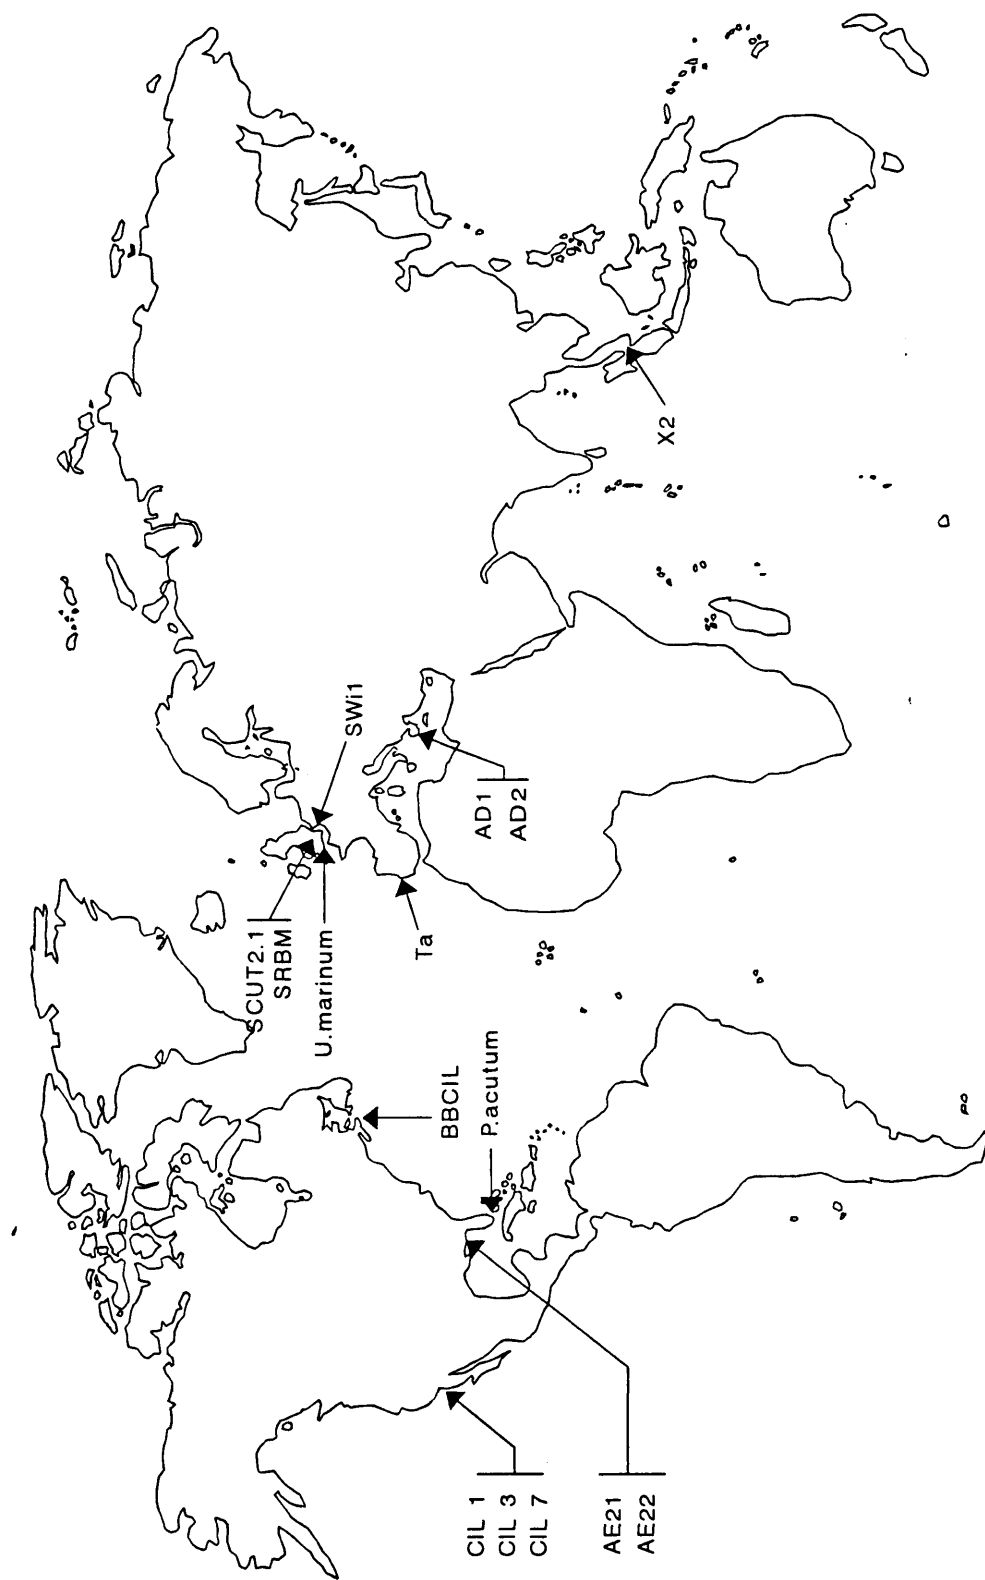 CIL 1
CIL 3
CIL 7
AE21
AE22
BBCIL
P.acutum
SCUT2.1
SRBM
U.marinum
Ta
SWi1
AD1
AD2
X2